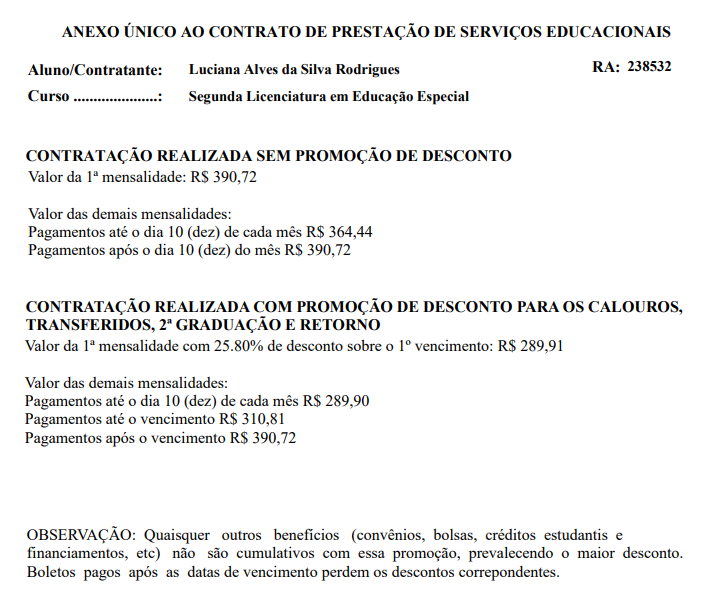 ANEXO ÚNICO AO CONTRATO DE PRESTAÇÃO DE SERVIÇOS EDUCACIONAIS
Aluno/Contratante: Luciana Alves da Silva Rodrigues RA: 238532
Curso .....................: Segunda Licenciatura em Educação Especial
CONTRATAÇÃO REALIZADA SEM PROMOÇÃO DE DESCONTO
Valor da 1ª mensalidade: R$ 390,72
Valor das demais mensalidades:
Pagamentos até o dia 10 (dez) de cada mês R$ 364,44
Pagamentos após o dia 10 (dez) do mês R$ 390,72
CONTRATAÇÃO REALIZADA COM PROMOÇÃO DE DESCONTO PARA OS CALOUROS,
TRANSFERIDOS, 2ª GRADUAÇÃO E RETORNO
Valor da 1ª mensalidade com 25.80% de desconto sobre o 1º vencimento: R$ 289,91
Valor das demais mensalidades:
Pagamentos até o dia 10 (dez) de cada mês R$ 289,90
Pagamentos até o vencimento R$ 310,81
Pagamentos após o vencimento R$ 390,72
OBSERVAÇÃO: Quaisquer outros benefícios (convênios, bolsas, créditos estudantis e
financiamentos, etc) não são cumulativos com essa promoção, prevalecendo o maior desconto.
Boletos pagos após as datas de vencimento perdem os descontos correpondentes.